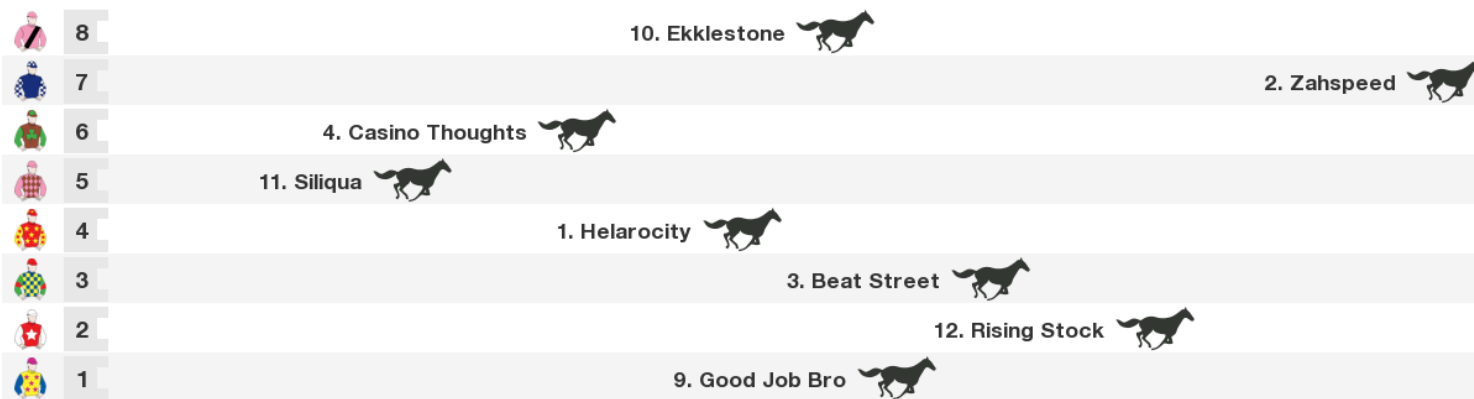 8 10. Ekklestone
7 2. Zahspeed
6 4. Casino Thoughts
5 11. Siliqua
4 1. Helarocity
3 3. Beat Street
2 12. Rising Stock
1 9. Good Job Bro